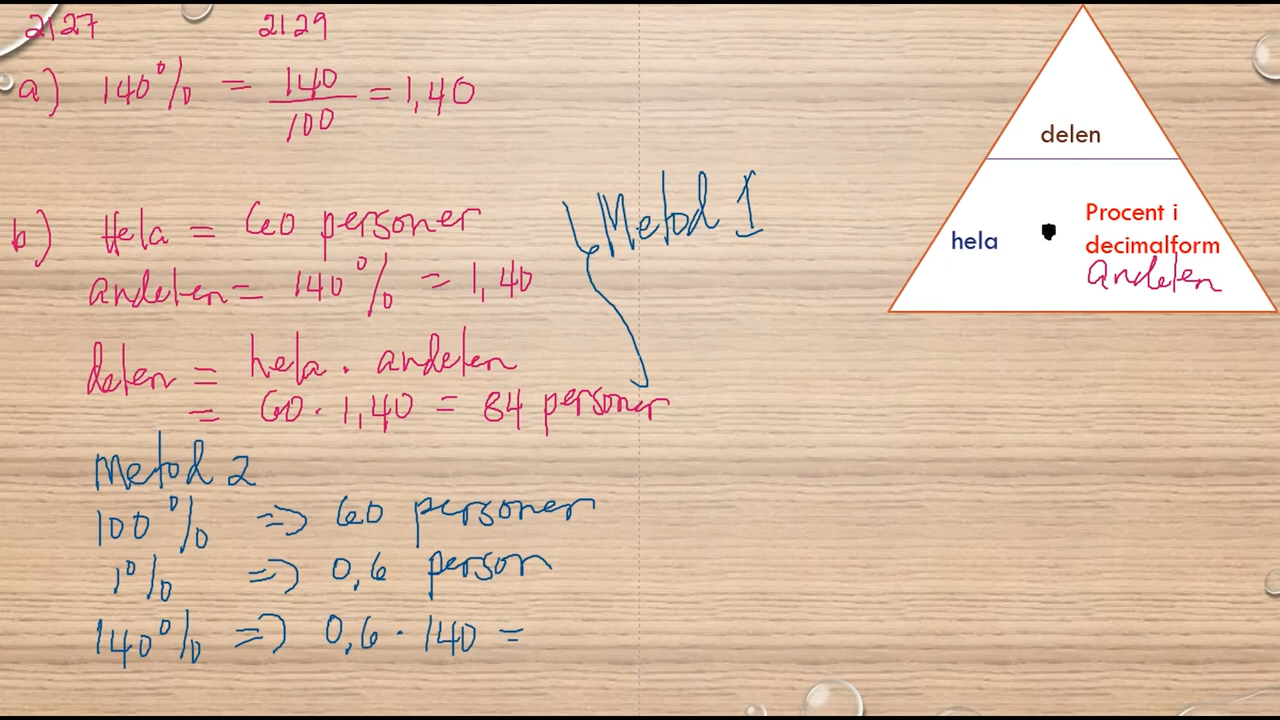 2127 2129
a) 140% = 140/100 = 1,40
b) Hela = 60 personer
andelen = 140% = 1,40
delen = hela · andelen
= 60 · 1,40 = 84 personer
Metod 1
Metod 2
100% => 60 personer
1% => 0,6 person
140% => 0,6 · 140 =
delen
hela
Procent i
decimalform
andelen